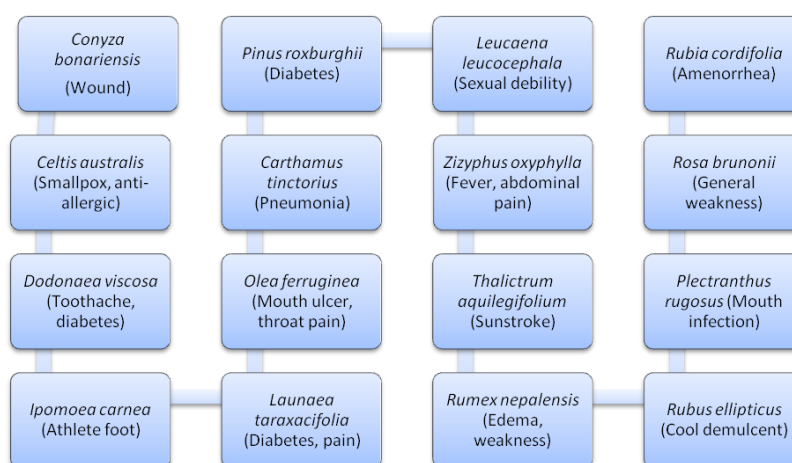 Conyza
bonariensis
(Wound)
Celtis australis
(Smallpox, anti-
allergic)
Dodonaea viscosa
(Toothache,
diabetes)
Ipomoea carnea
(Athlete foot)
Launaea
taraxacifolia
(Diabetes, pain)
Olea ferruginea
(Mouth ulcer,
throat pain)
Carthamus
tinctorius
(Pneumonia)
Pinus roxburghii
(Diabetes)
Leucaena
leucocephala
(Sexual debility)
Zizyphus oxyphylla
(Fever, abdominal
pain)
Thalictrum
aquilegifolium
(Sunstroke)
Rumex nepalensis
(Edema,
weakness)
Rubus ellipticus
(Cool demulcent)
Plectranthus
rugosus (Mouth
infection)
Rosa brunonii
(General
weakness)
Rubia cordifolia
(Amenorrhea)